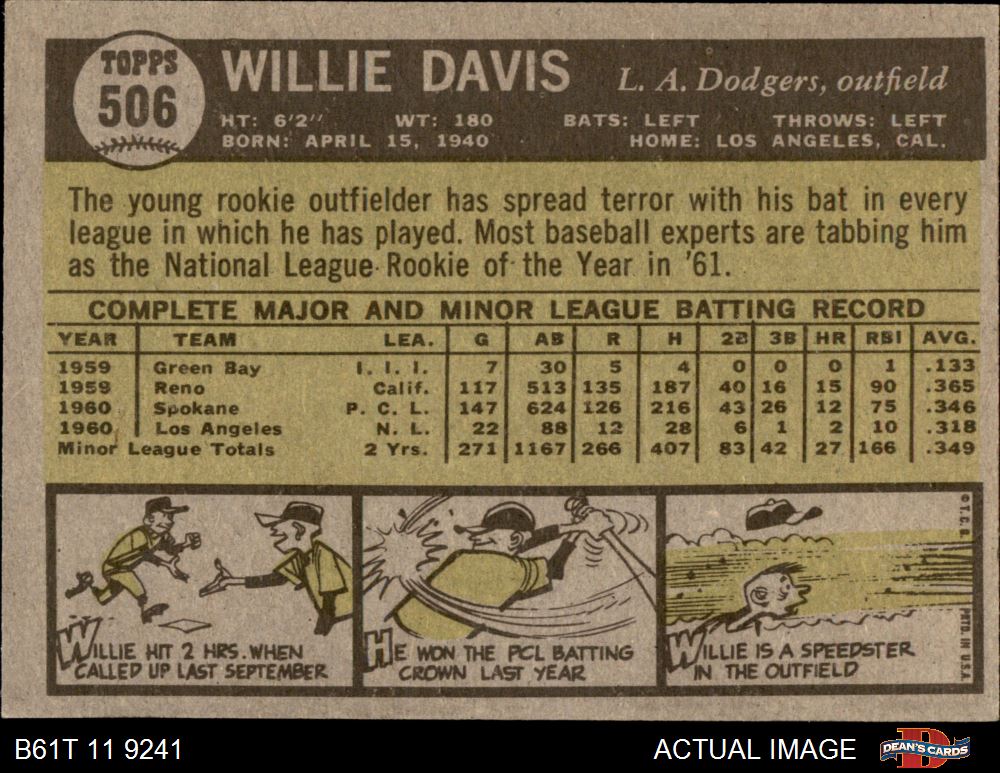 TOPPS
506
WILLIE DAVIS L. A. Dodgers, outfield
HT: 6'2" WT: 180 BATS: LEFT THROWS: LEFT
BORN: APRIL 15, 1940 HOME: LOS ANGELES, CAL.
The young rookie outfielder has spread terror with his bat in every
league in which he has played. Most baseball experts are tabbing him
as the National League Rookie of the Year in '61.
COMPLETE MAJOR AND MINOR LEAGUE BATTING RECORD
YEAR TEAM LEA. G AB R H 2B 3B HR RBI AVG.
1959 Green Bay I. I. I. 7 30 5 4 0 0 0 1 .133
1959 Reno Calif. 117 513 135 187 40 16 15 90 .365
1960 Spokane P. C. L. 147 624 126 216 43 26 12 75 .346
1960 Los Angeles N. L. 22 88 12 28 6 1 2 10 .318
Minor League Totals 2 Yrs. 271 1167 266 407 83 42 27 166 .349
WILLIE HIT 2 HRS. WHEN
CALLED UP LAST SEPTEMBER
HE WON THE PCL BATTING
CROWN LAST YEAR
WILLIE IS A SPEEDSTER
IN THE OUTFIELD
© T. C. G.
PRTD. IN U.S.A.
B61T 11 9241 ACTUAL IMAGE DEAN'S CARDS